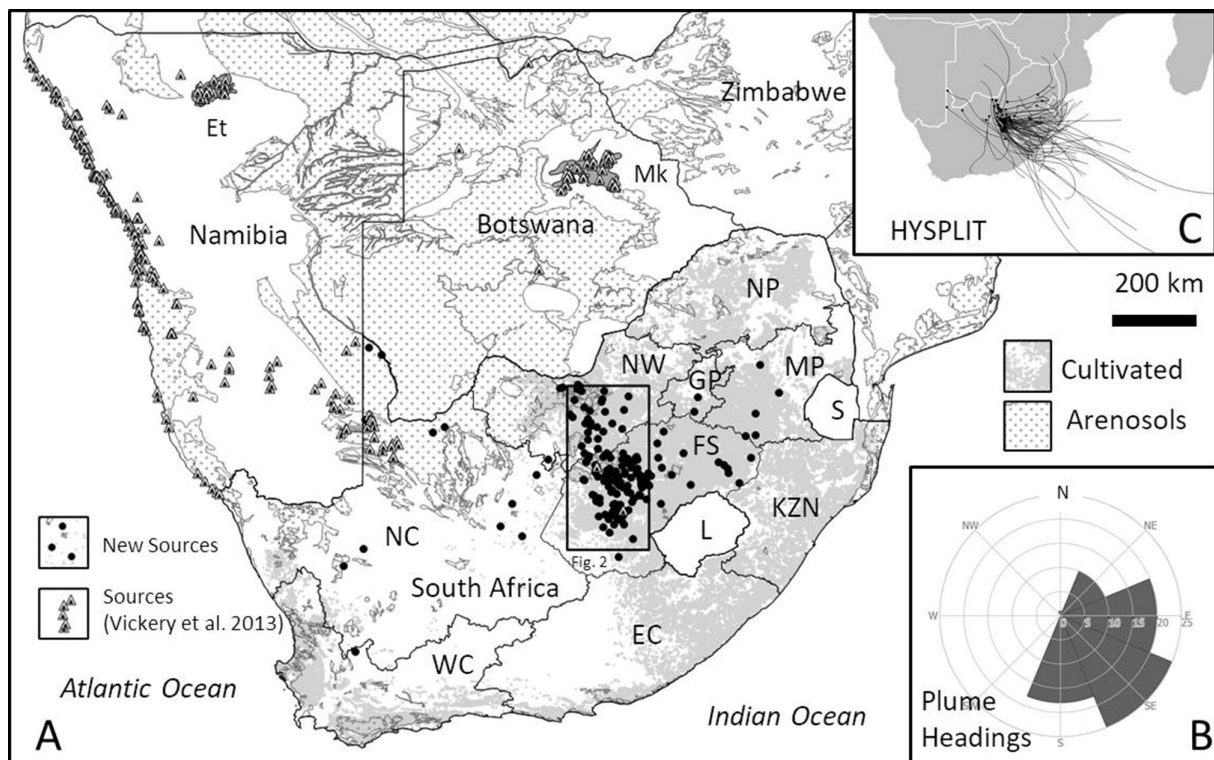 Zimbabwe
Et
Mk
Namibia
Botswana
HYSPLIT
C
200 km
NP
NW
GP
MP
S
Cultivated
Arenosols
FS
KZN
L
NC
Fig. 2
New Sources
South Africa
Sources
(Vickery et al. 2013)
EC
WC
Atlantic Ocean
Indian Ocean
A
N
NW
NE
W
E
0 5 10 15 20 25
SW
SE
S
Plume
Headings
B